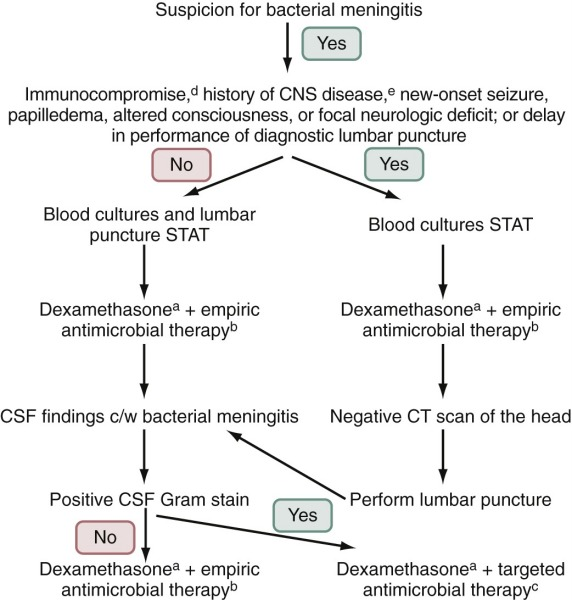 Suspicion for bacterial meningitis
Yes
Immunocompromise,ᵈ history of CNS disease,ᵉ new-onset seizure,
papilledema, altered consciousness, or focal neurologic deficit; or delay
in performance of diagnostic lumbar puncture
No
Yes
Blood cultures and lumbar
puncture STAT
Blood cultures STAT
Dexamethasoneᵃ + empiric
antimicrobial therapyᵇ
Dexamethasoneᵃ + empiric
antimicrobial therapyᵇ
CSF findings c/w bacterial meningitis
Negative CT scan of the head
Positive CSF Gram stain
Perform lumbar puncture
No
Yes
Dexamethasoneᵃ + empiric
antimicrobial therapyᵇ
Dexamethasoneᵃ + targeted
antimicrobial therapyᶜ